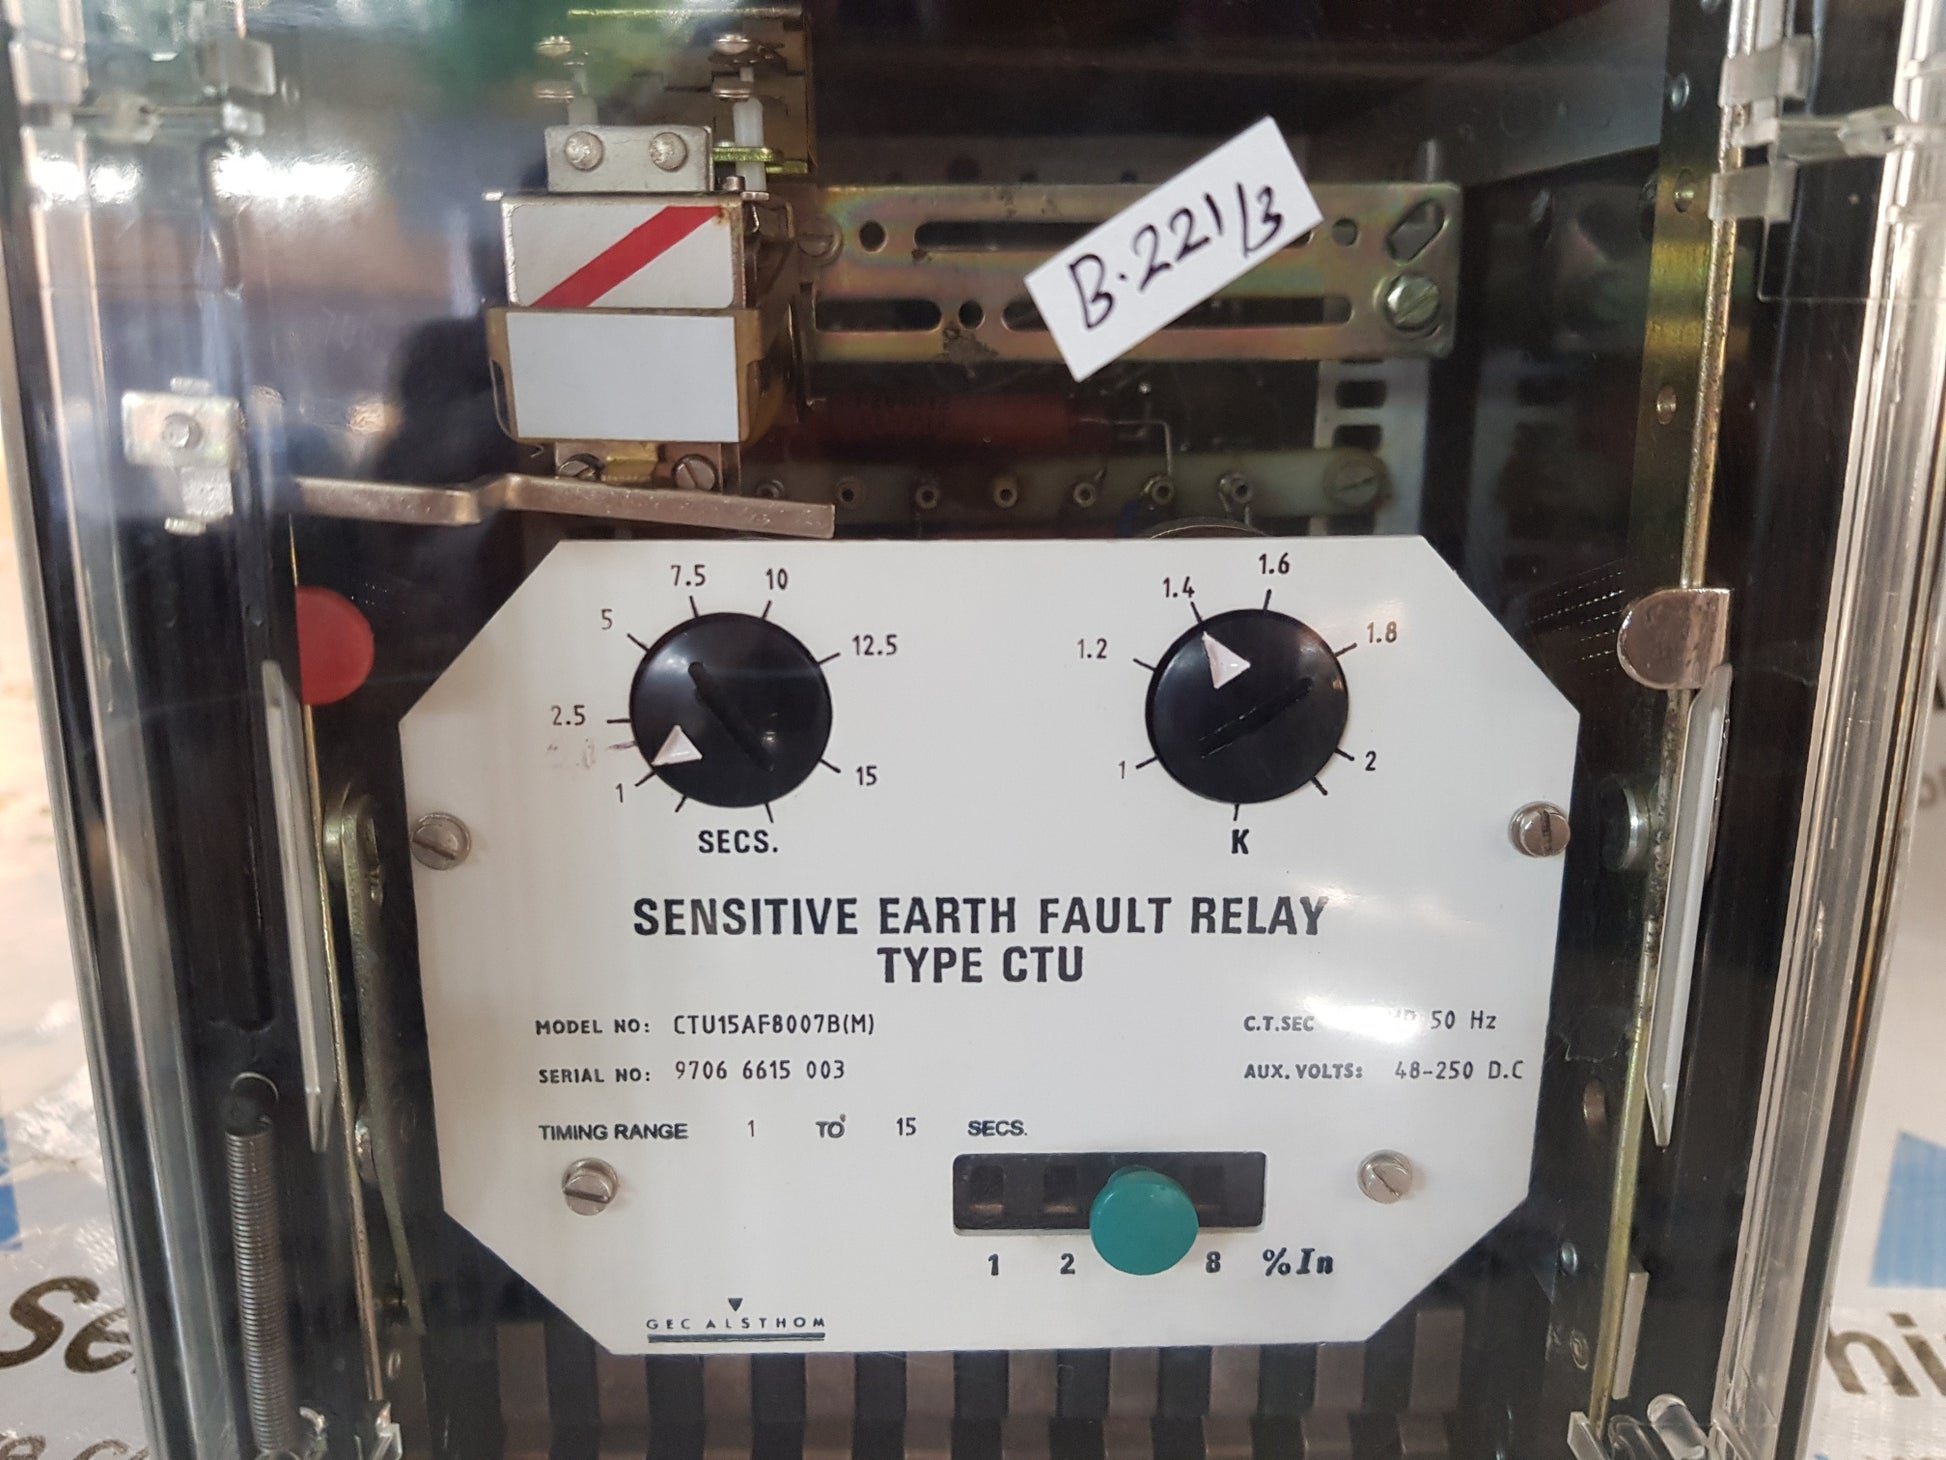 B.221/3
7.5 10
5 12.5
2.5
1 15
SECS.
1.4 1.6
1.2 1.8
1 2
K
SENSITIVE EARTH FAULT RELAY
TYPE CTU
MODEL NO: CTU15AF8007B(M)
SERIAL NO: 9706 6615 003
C.T.SEC 50 Hz
AUX. VOLTS: 48-250 D.C
TIMING RANGE 1 TO 15 SECS.
1 2 8 %In
GEC ALSTHOM